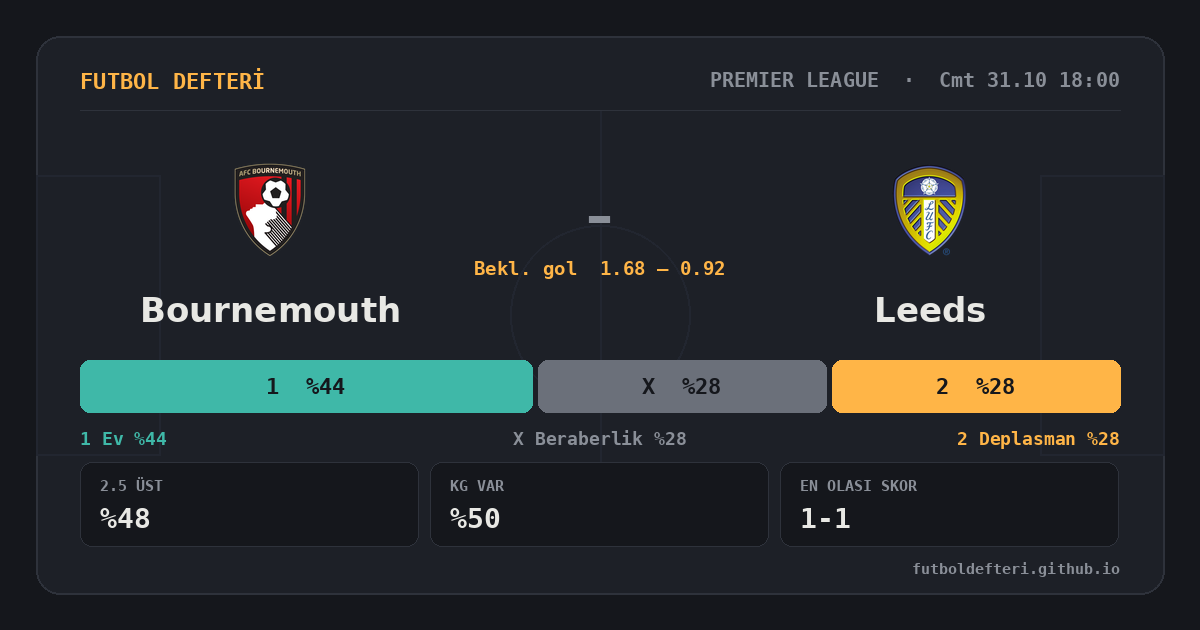 FUTBOL DEFTERİ
PREMIER LEAGUE · Cmt 31.10 18:00
AFC BOURNEMOUTH
LUFC
–
Bekl. gol 1.68 – 0.92
Bournemouth
Leeds
1 %44
X %28
2 %28
1 Ev %44
X Beraberlik %28
2 Deplasman %28
2.5 ÜST
KG VAR
EN OLASI SKOR
%48
%50
1-1
futboldefteri.github.io